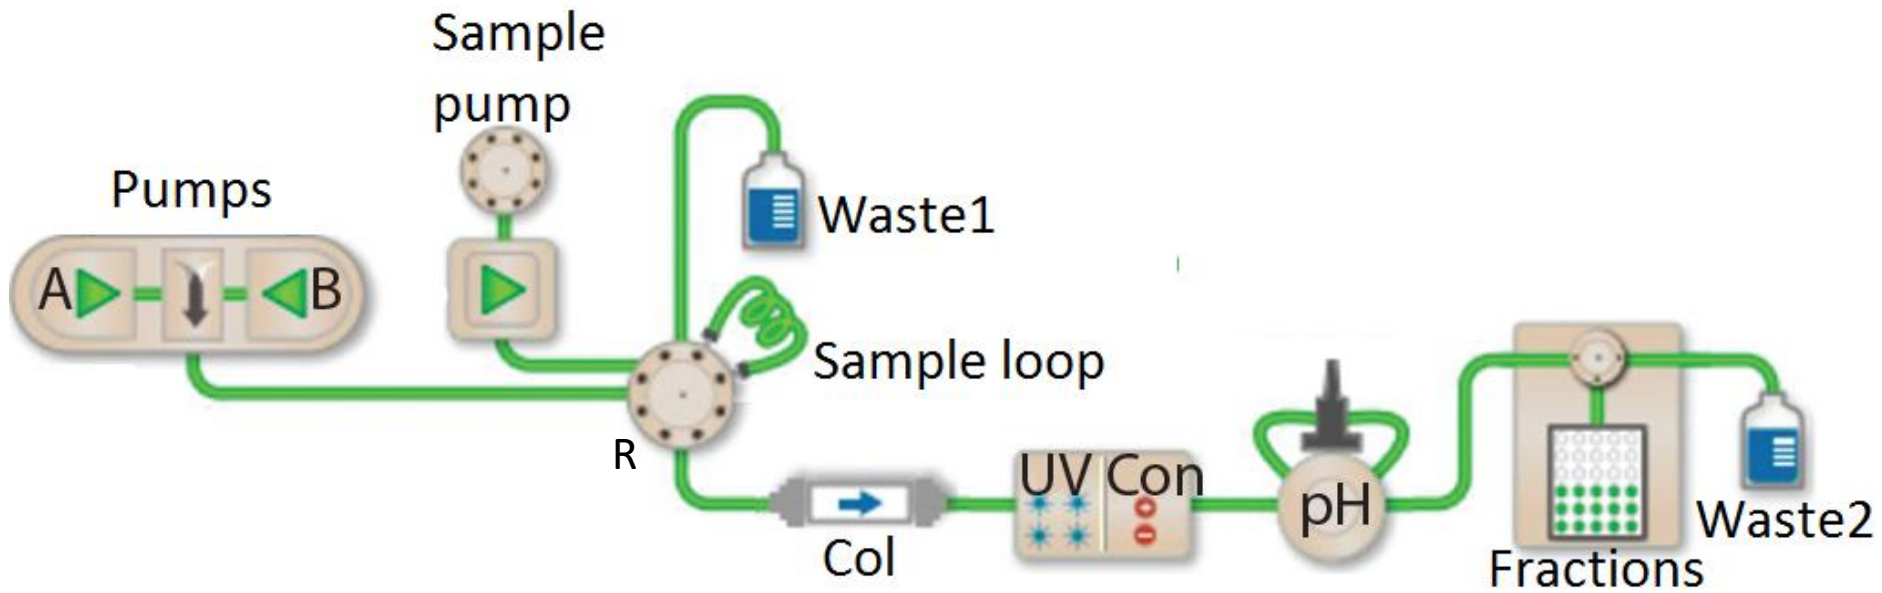 Sample
pump
Pumps
A
B
Waste1
Sample loop
R
Col
UV
Con
pH
Fractions
Waste2